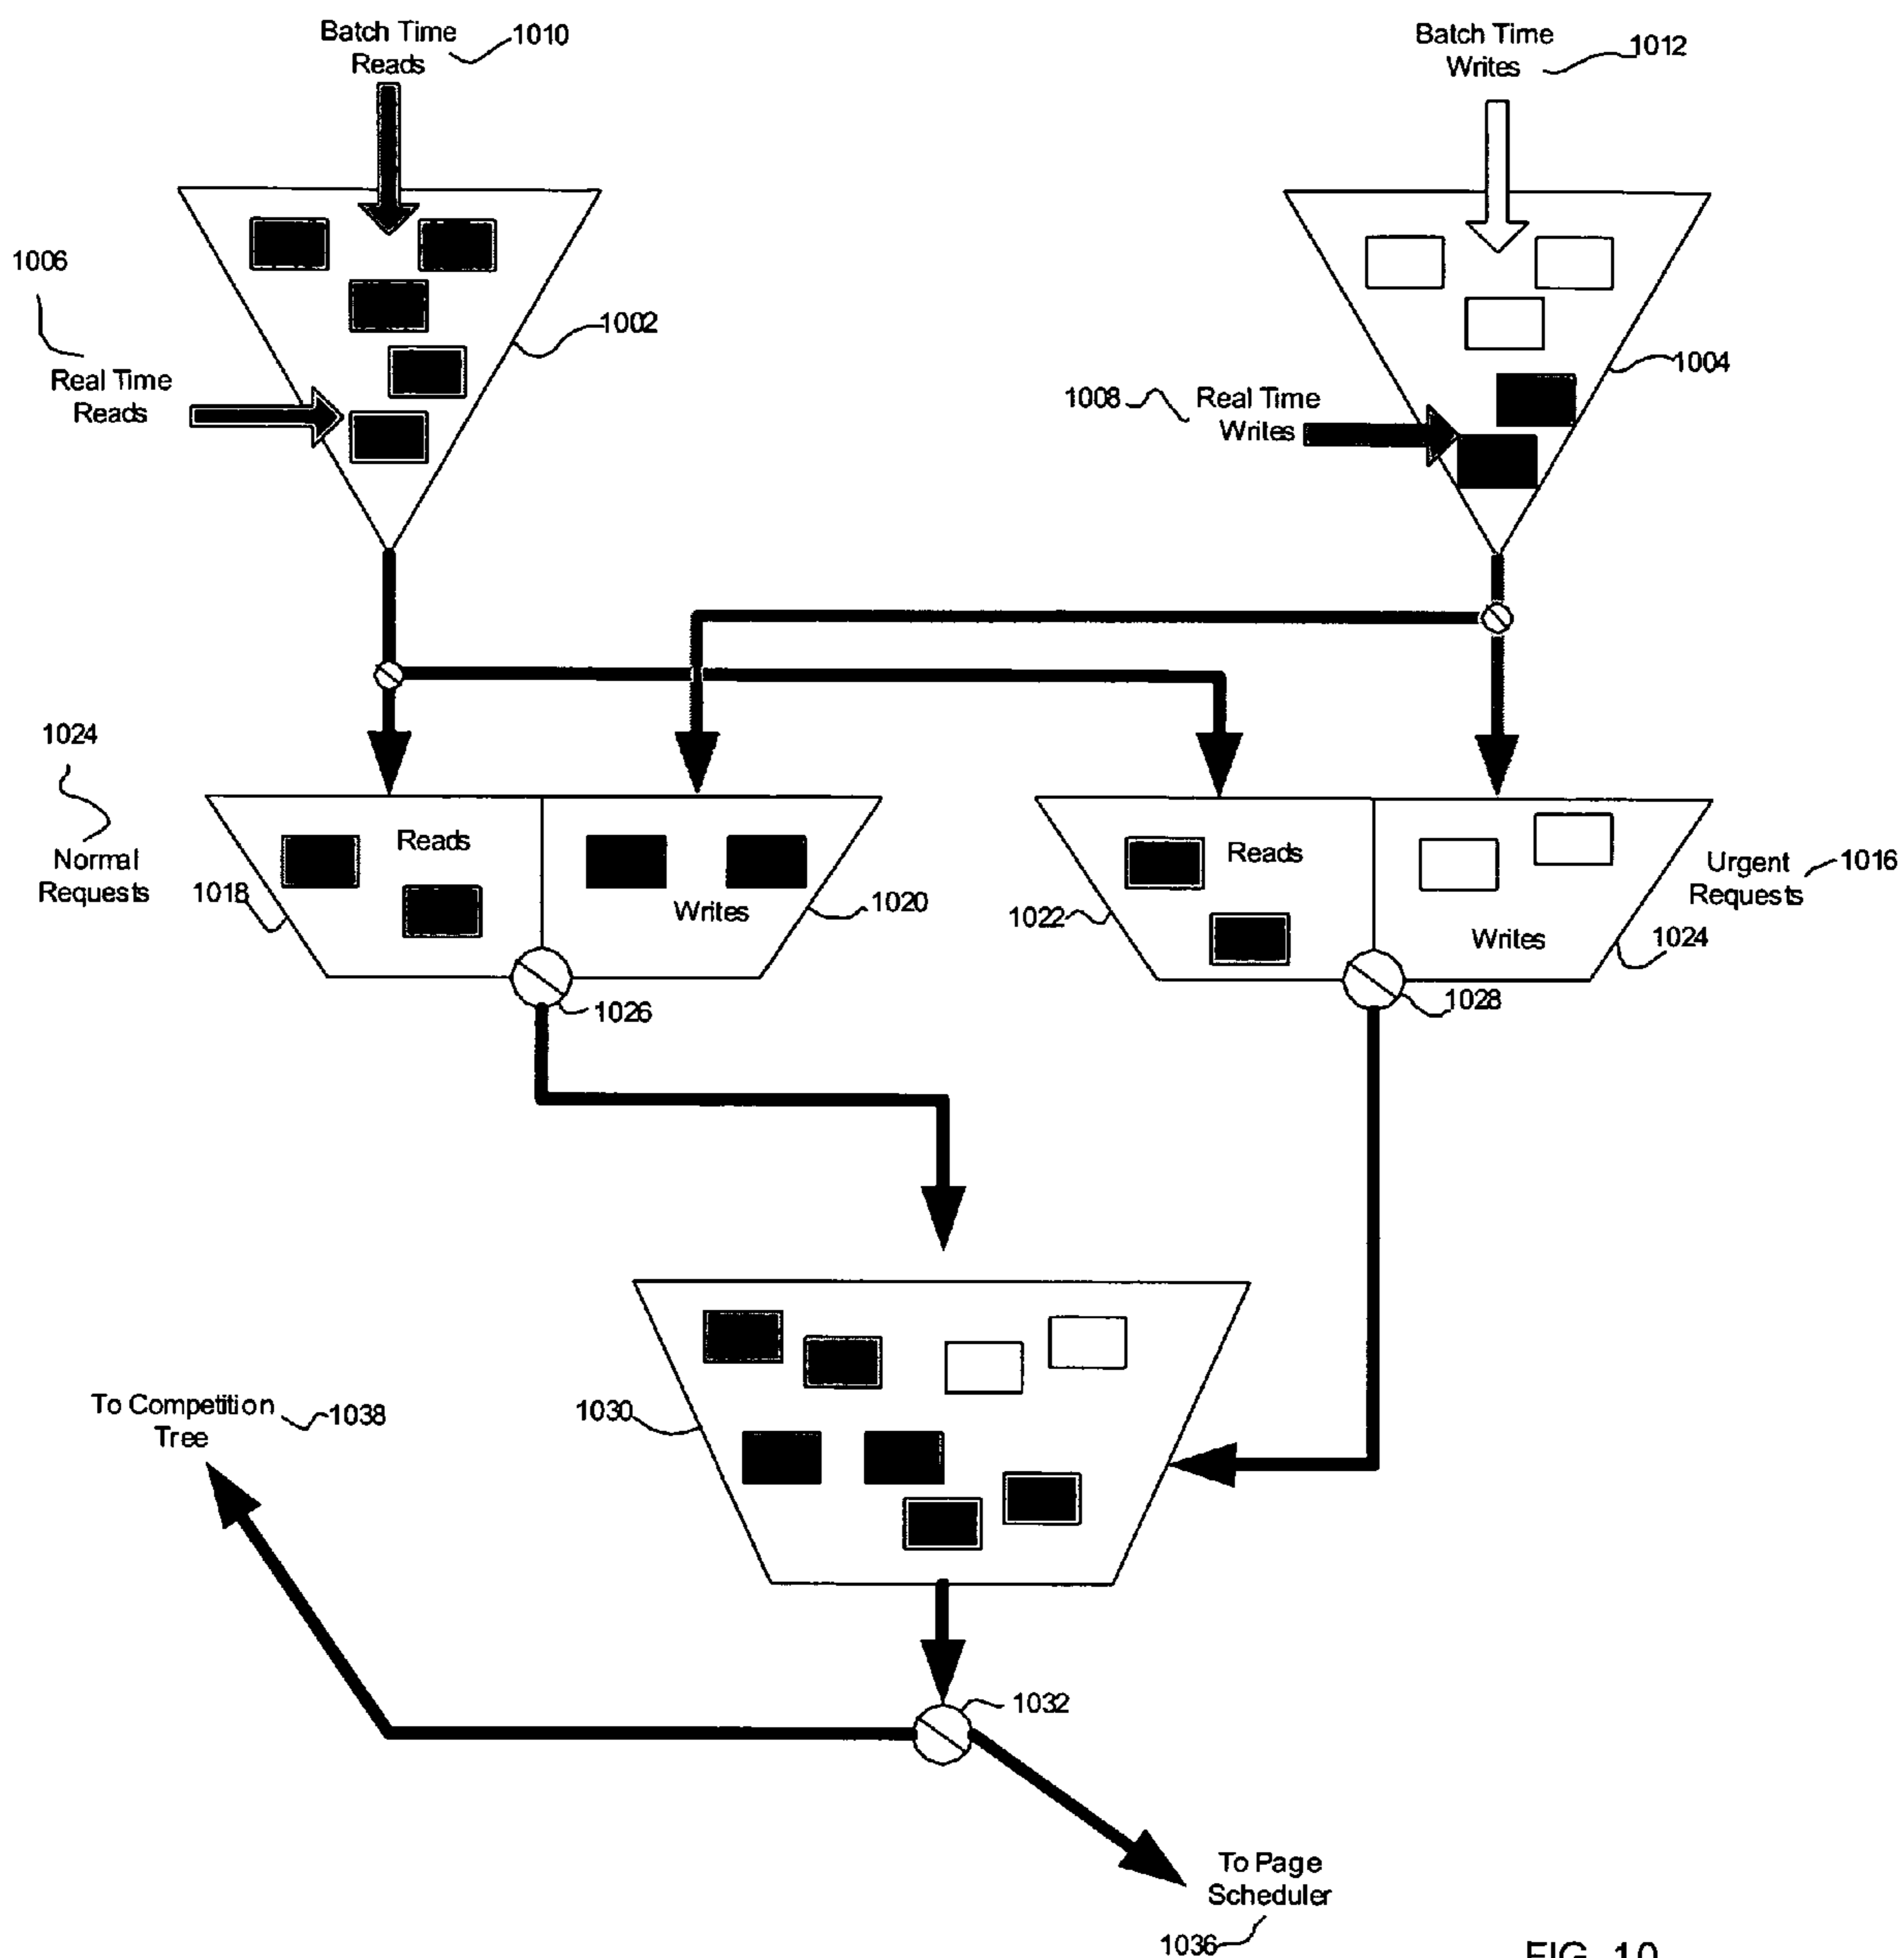 Batch Time
Reads
1010
Batch Time
Writes
1012
1006
Real Time
Reads
1002
1008
Real Time
Writes
1004
1024
Normal
Requests
1018
Reads
Writes
1020
1022
Reads
Writes
Urgent
Requests
1016
1024
1026
1028
1030
To Competition
Tree
1038
1032
To Page
Scheduler
1036
FIG. 10